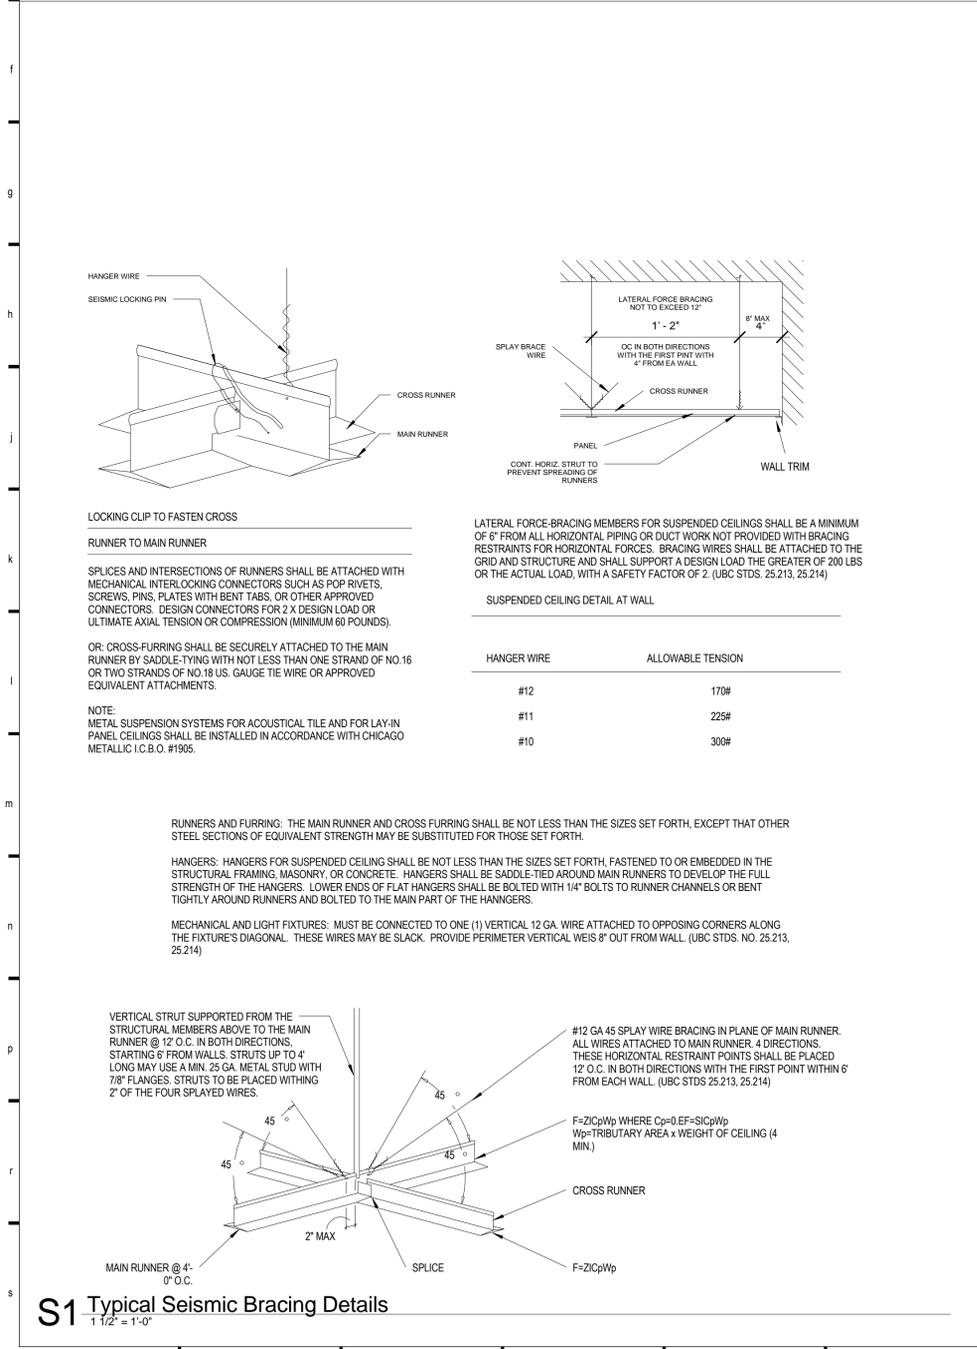 f
g
h
j
k
l
m
n
p
r
s
HANGER WIRE
SEISMIC LOCKING PIN
CROSS RUNNER
MAIN RUNNER
LATERAL FORCE BRACING
NOT TO EXCEED 12"
1' - 2"
8" MAX
4"
OC IN BOTH DIRECTIONS
WITH THE FIRST PINT WITH
4" FROM EA WALL
SPLAY BRACE
WIRE
CROSS RUNNER
PANEL
CONT. HORIZ. STRUT TO
PREVENT SPREADING OF
RUNNERS
WALL TRIM
LOCKING CLIP TO FASTEN CROSS
RUNNER TO MAIN RUNNER
SPLICES AND INTERSECTIONS OF RUNNERS SHALL BE ATTACHED WITH
MECHANICAL INTERLOCKING CONNECTORS SUCH AS POP RIVETS,
SCREWS, PINS, PLATES WITH BENT TABS, OR OTHER APPROVED
CONNECTORS. DESIGN CONNECTORS FOR 2 X DESIGN LOAD OR
ULTIMATE AXIAL TENSION OR COMPRESSION (MINIMUM 60 POUNDS).
OR: CROSS-FURRING SHALL BE SECURELY ATTACHED TO THE MAIN
RUNNER BY SADDLE-TYING WITH NOT LESS THAN ONE STRAND OF NO.16
OR TWO STRANDS OF NO.18 US. GAUGE TIE WIRE OR APPROVED
EQUIVALENT ATTACHMENTS.
NOTE:
METAL SUSPENSION SYSTEMS FOR ACOUSTICAL TILE AND FOR LAY-IN
PANEL CEILINGS SHALL BE INSTALLED IN ACCORDANCE WITH CHICAGO
METALLIC I.C.B.O. #1905.
LATERAL FORCE-BRACING MEMBERS FOR SUSPENDED CEILINGS SHALL BE A MINIMUM
OF 6" FROM ALL HORIZONTAL PIPING OR DUCT WORK NOT PROVIDED WITH BRACING
RESTRAINTS FOR HORIZONTAL FORCES. BRACING WIRES SHALL BE ATTACHED TO THE
GRID AND STRUCTURE AND SHALL SUPPORT A DESIGN LOAD THE GREATER OF 200 LBS
OR THE ACTUAL LOAD, WITH A SAFETY FACTOR OF 2. (UBC STDS. 25.213, 25.214)
SUSPENDED CEILING DETAIL AT WALL
HANGER WIRE ALLOWABLE TENSION
#12 170#
#11 225#
#10 300#
RUNNERS AND FURRING: THE MAIN RUNNER AND CROSS FURRING SHALL BE NOT LESS THAN THE SIZES SET FORTH, EXCEPT THAT OTHER
STEEL SECTIONS OF EQUIVALENT STRENGTH MAY BE SUBSTITUTED FOR THOSE SET FORTH.
HANGERS: HANGERS FOR SUSPENDED CEILING SHALL BE NOT LESS THAN THE SIZES SET FORTH, FASTENED TO OR EMBEDDED IN THE
STRUCTURAL FRAMING, MASONRY, OR CONCRETE. HANGERS SHALL BE SADDLE-TIED AROUND MAIN RUNNERS TO DEVELOP THE FULL
STRENGTH OF THE HANGERS. LOWER ENDS OF FLAT HANGERS SHALL BE BOLTED WITH 1/4" BOLTS TO RUNNER CHANNELS OR BENT
TIGHTLY AROUND RUNNERS AND BOLTED TO THE MAIN PART OF THE HANNGERS.
MECHANICAL AND LIGHT FIXTURES: MUST BE CONNECTED TO ONE (1) VERTICAL 12 GA. WIRE ATTACHED TO OPPOSING CORNERS ALONG
THE FIXTURE'S DIAGONAL. THESE WIRES MAY BE SLACK. PROVIDE PERIMETER VERTICAL WEIS 8" OUT FROM WALL. (UBC STDS. NO. 25.213,
25.214)
VERTICAL STRUT SUPPORTED FROM THE
STRUCTURAL MEMBERS ABOVE TO THE MAIN
RUNNER @ 12' O.C. IN BOTH DIRECTIONS,
STARTING 6' FROM WALLS. STRUTS UP TO 4'
LONG MAY USE A MIN. 25 GA. METAL STUD WITH
7/8" FLANGES. STRUTS TO BE PLACED WITHING
2" OF THE FOUR SPLAYED WIRES.
#12 GA 45 SPLAY WIRE BRACING IN PLANE OF MAIN RUNNER.
ALL WIRES ATTACHED TO MAIN RUNNER. 4 DIRECTIONS.
THESE HORIZONTAL RESTRAINT POINTS SHALL BE PLACED
12' O.C. IN BOTH DIRECTIONS WITH THE FIRST POINT WITHIN 6'
FROM EACH WALL. (UBC STDS 25.213, 25.214)
45 °
45 °
45 °
45 °
F=ZICpWp WHERE Cp=0.EF=SICpWp
Wp=TRIBUTARY AREA x WEIGHT OF CEILING (4
MIN.)
CROSS RUNNER
2" MAX
MAIN RUNNER @ 4'-
0" O.C.
SPLICE
F=ZICpWp
S1 Typical Seismic Bracing Details
1 1/2" = 1'-0"